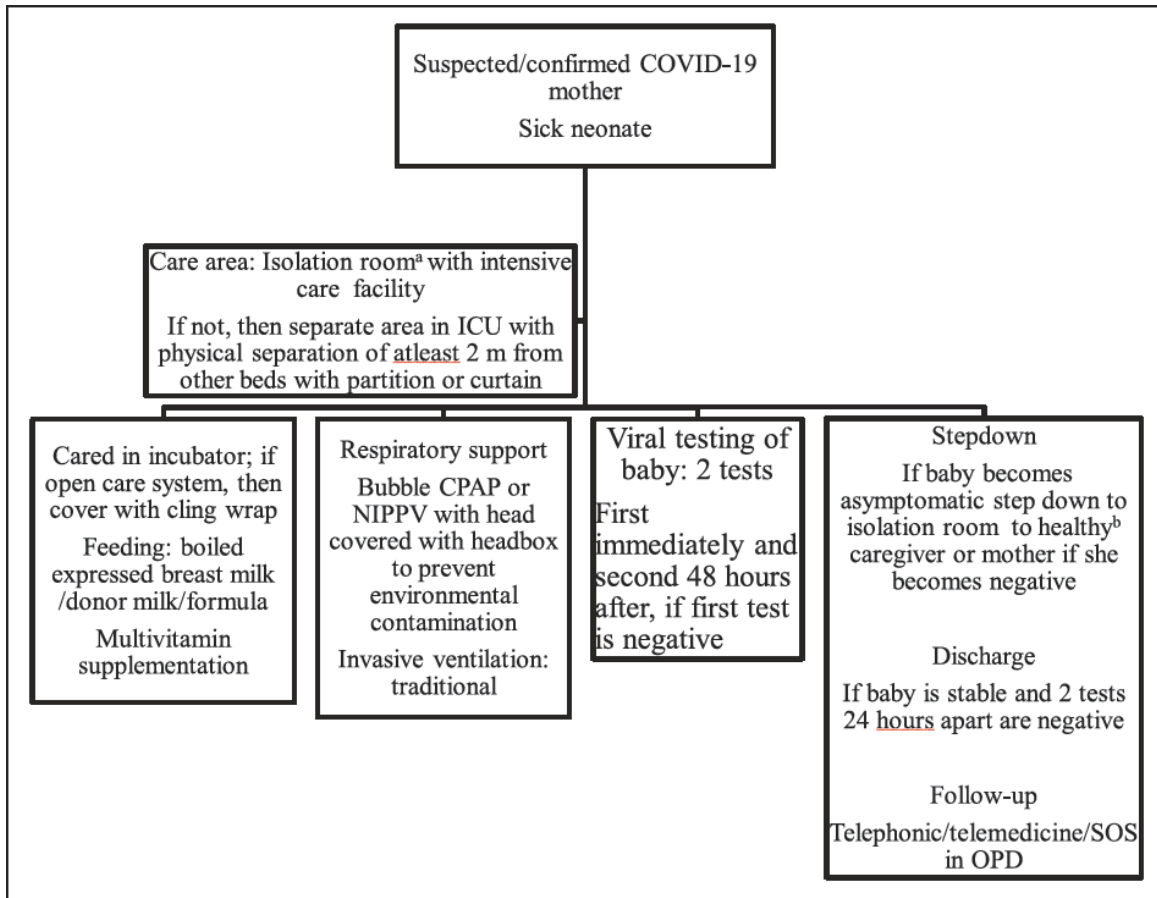 Suspected/confirmed COVID-19
mother
Sick neonate
Care area: Isolation roomᵃ with intensive
care facility
If not, then separate area in ICU with
physical separation of atleast 2 m from
other beds with partition or curtain
Cared in incubator; if
open care system, then
cover with cling wrap
Feeding: boiled
expressed breast milk
/donor milk/formula
Multivitamin
supplementation
Respiratory support
Bubble CPAP or
NIPPV with head
covered with headbox
to prevent
environmental
contamination
Invasive ventilation:
traditional
Viral testing of
baby: 2 tests
First
immediately and
second 48 hours
after, if first test
is negative
Stepdown
If baby becomes
asymptomatic step down to
isolation room to healthyᵇ
caregiver or mother if she
becomes negative
Discharge
If baby is stable and 2 tests
24 hours apart are negative
Follow-up
Telephonic/telemedicine/SOS
in OPD